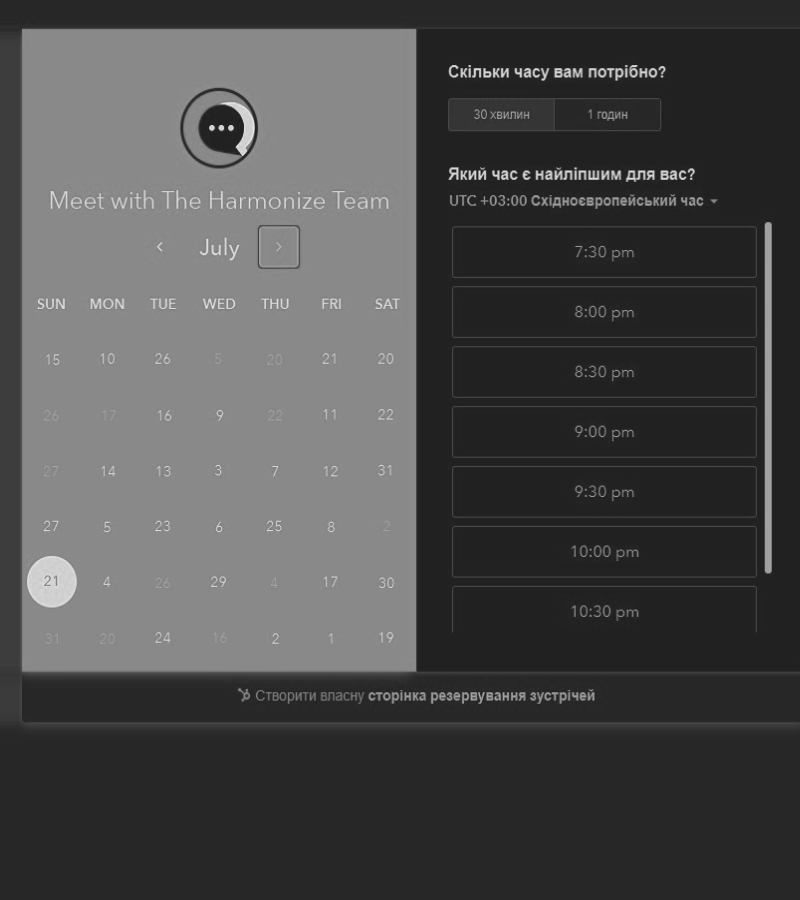 Meet with The Harmonize Team
July
SUN MON TUE WED THU FRI SAT
15 10 26 5 20 21 20
26 17 16 9 22 11 22
27 14 13 3 7 12 31
27 5 23 6 25 8 2
21 4 26 29 4 17 30
31 20 24 16 2 1 19
Скільки часу вам потрібно?
30 хвилин 1 годин
Який час є найліпшим для вас?
UTC +03:00 Східноєвропейський час
7:30 pm
8:00 pm
8:30 pm
9:00 pm
9:30 pm
10:00 pm
10:30 pm
Створити власну сторінка резервування зустрічей